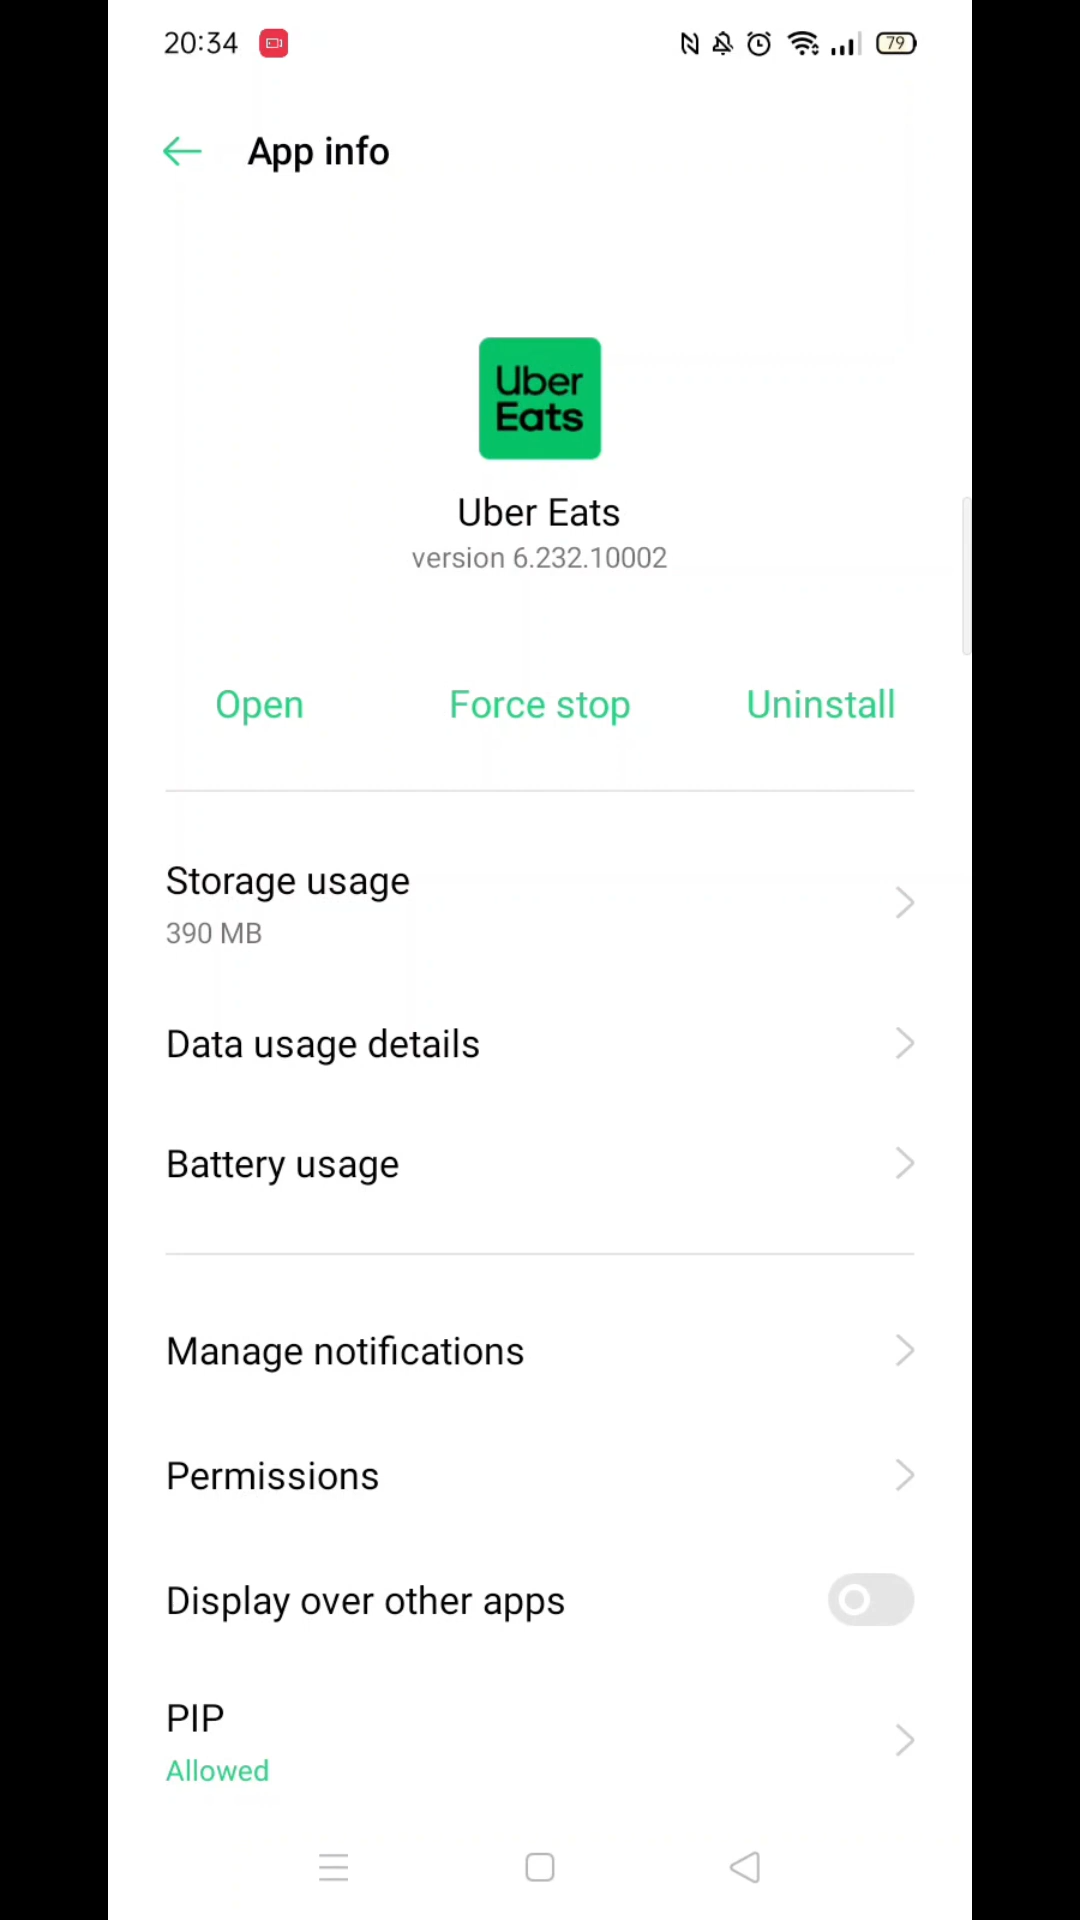 20:34
79
App info
Uber
Eats
Uber Eats
version 6.232.10002
Open
Force stop
Uninstall
Storage usage
390 MB
Data usage details
Battery usage
Manage notifications
Permissions
Display over other apps
PIP
Allowed